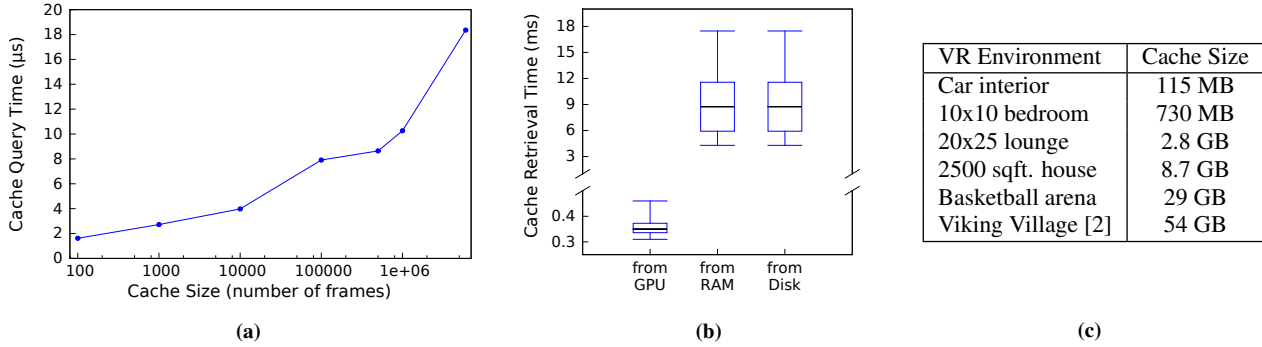 20
18
16
14
12
10
8
6
4
2
0
Cache Query Time (μs)
100 1000 10000 100000 1e+06
Cache Size (number of frames)
(a)
18
15
12
9
6
3
0.4
0.3
Cache Retrieval Time (ms)
from GPU
from RAM
from Disk
(b)
VR Environment Cache Size
Car interior 115 MB
10x10 bedroom 730 MB
20x25 lounge 2.8 GB
2500 sqft. house 8.7 GB
Basketball arena 29 GB
Viking Village [2] 54 GB
(c)